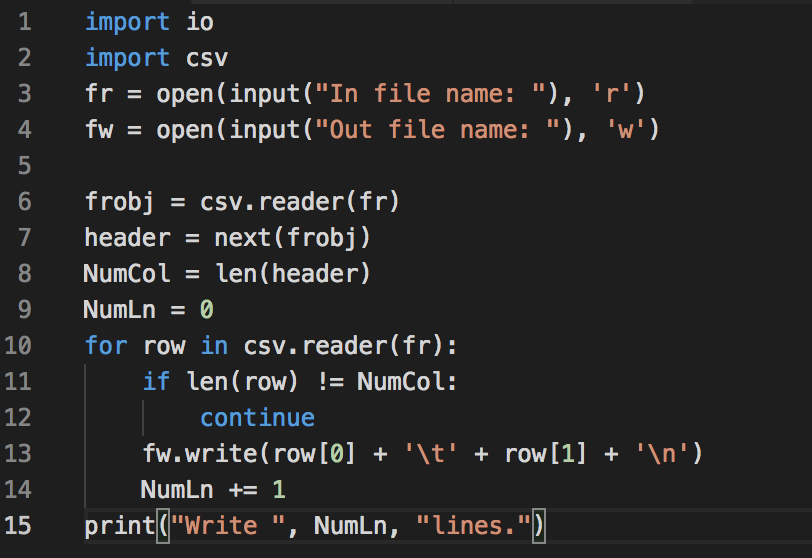 1 import io
2 import csv
3 fr = open(input("In file name: "), 'r')
4 fw = open(input("Out file name: "), 'w')
5
6 frobj = csv.reader(fr)
7 header = next(frobj)
8 NumCol = len(header)
9 NumLn = 0
10 for row in csv.reader(fr):
11     if len(row) != NumCol:
12         continue
13     fw.write(row[0] + '\t' + row[1] + '\n')
14     NumLn += 1
15 print("Write ", NumLn, "lines.")